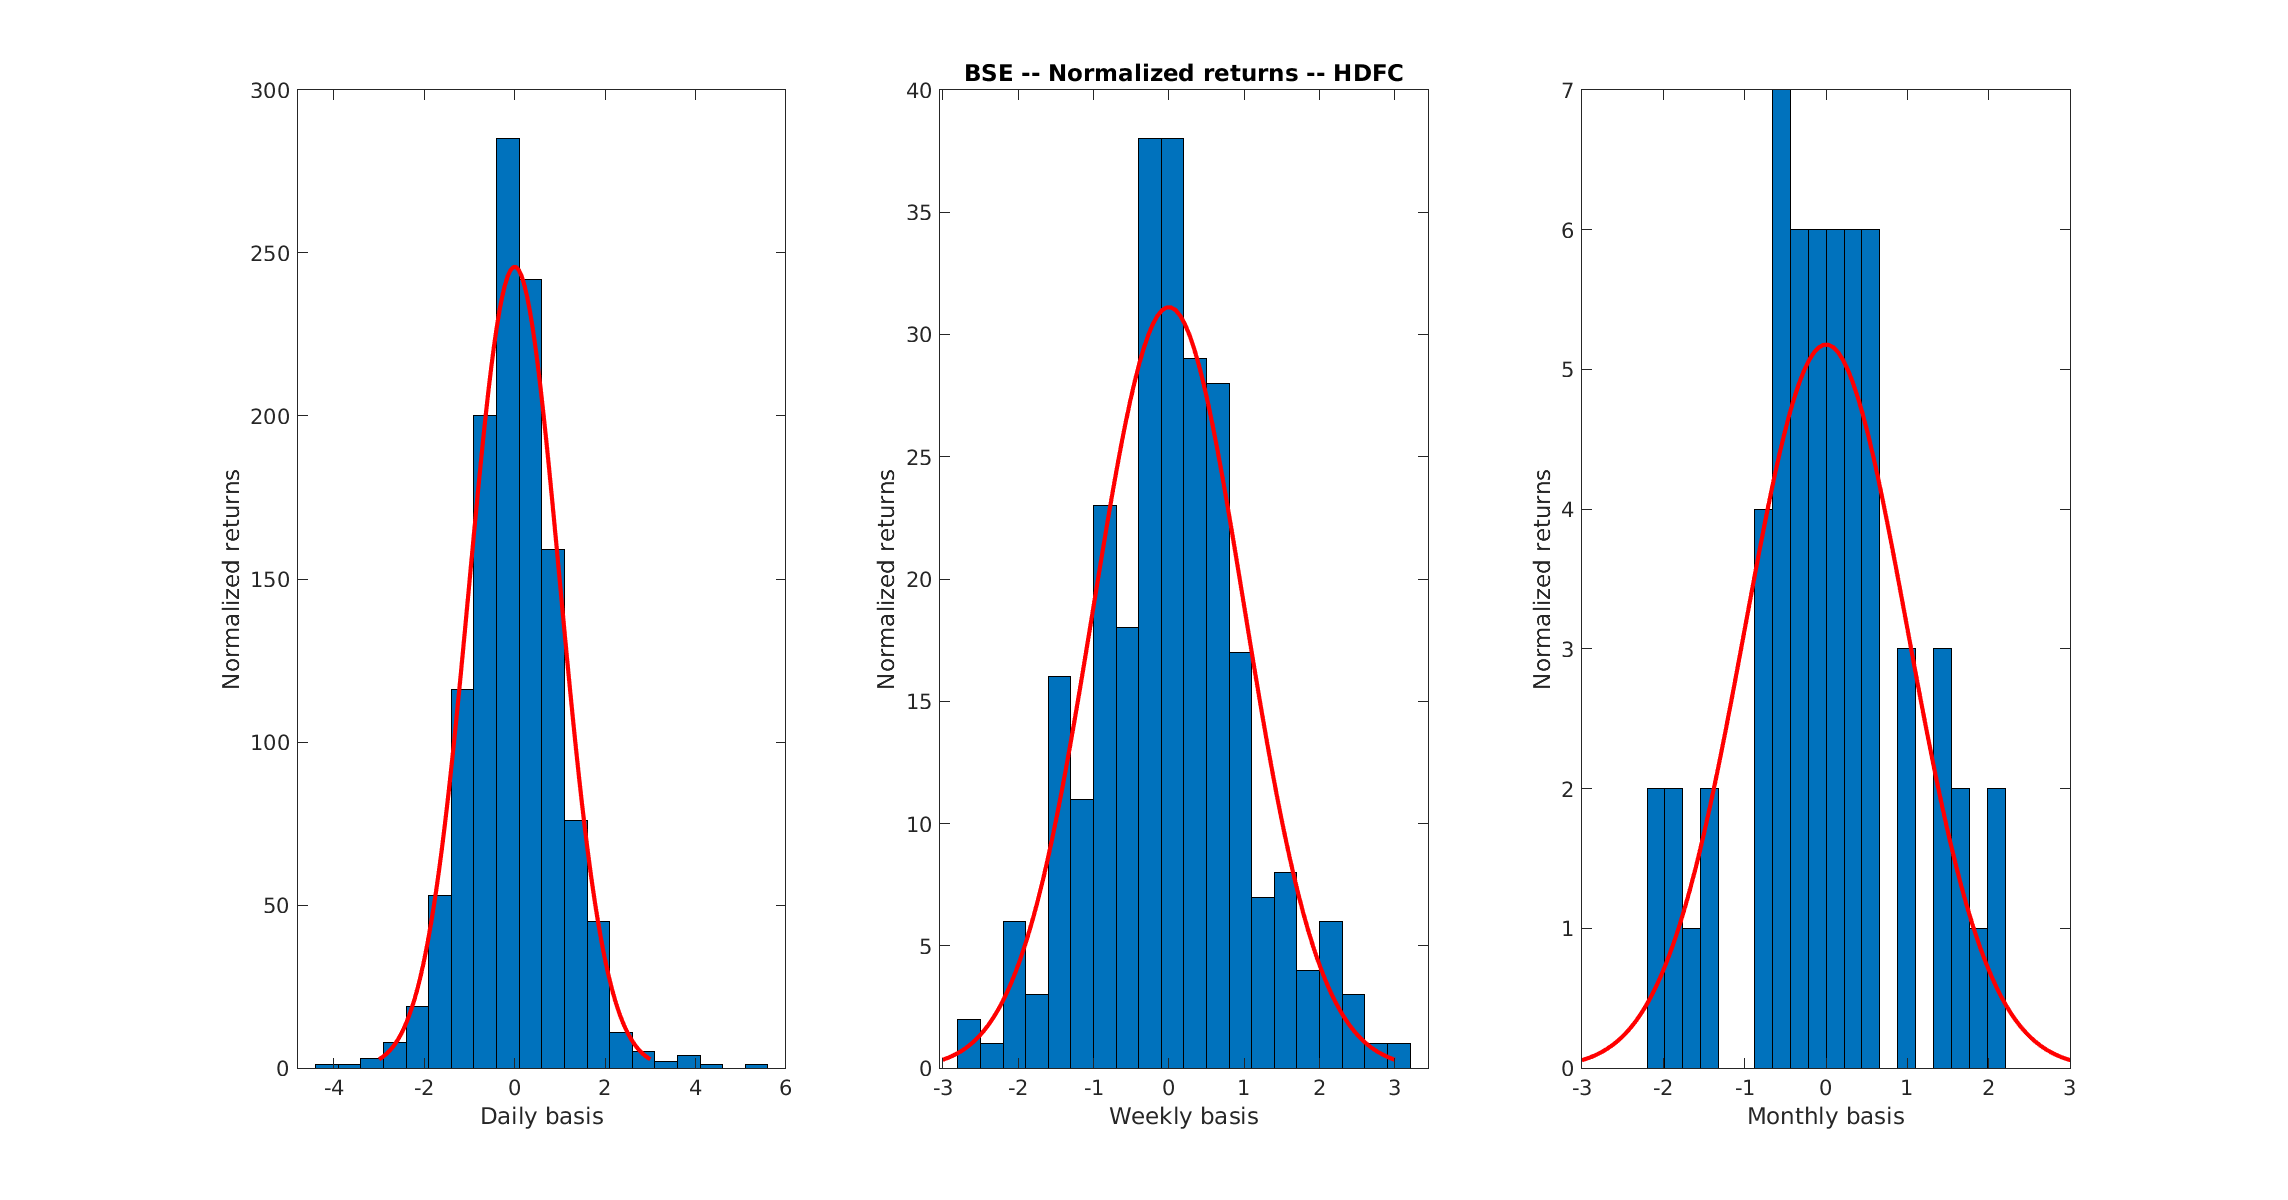 BSE -- Normalized returns -- HDFC
300
250
200
150
100
50
0
Normalized returns
-4 -2 0 2 4 6
Daily basis
40
35
30
25
20
15
10
5
0
Normalized returns
-3 -2 -1 0 1 2 3
Weekly basis
7
6
5
4
3
2
1
0
Normalized returns
-3 -2 -1 0 1 2 3
Monthly basis